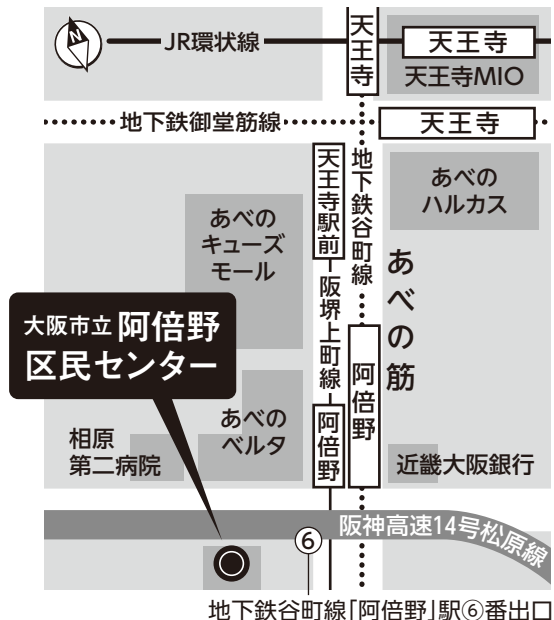 N
JR環状線
天王寺
天王寺
天王寺MIO
地下鉄御堂筋線
天王寺
天王寺駅前
地下鉄谷町線
あべの
ハルカス
あべの
キューズ
モール
阪堺上町線
あべの筋
大阪市立 阿倍野
区民センター
あべの
ベルタ
相原
第二病院
阿倍野
阿倍野
近畿大阪銀行
阪神高速14号松原線
⑥
地下鉄谷町線「阿倍野」駅⑥番出口